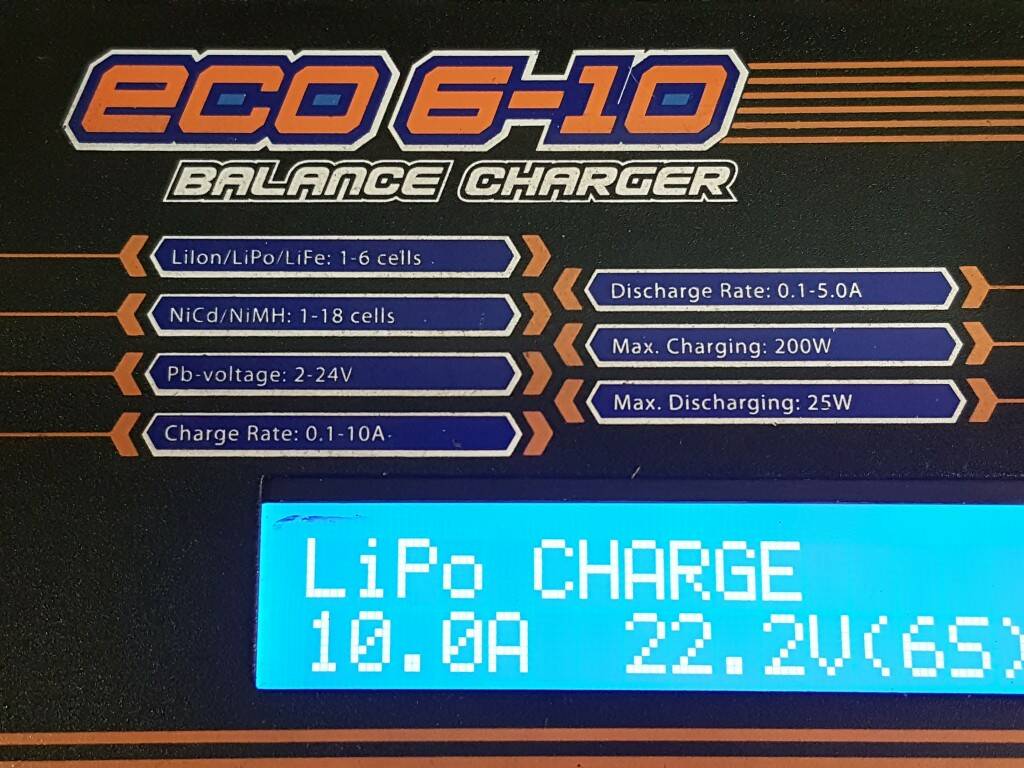 eco 6-10
BALANCE CHARGER
LiIon/LiPo/LiFe: 1-6 cells
NiCd/NiMH: 1-18 cells
Pb-voltage: 2-24V
Charge Rate: 0.1-10A
Discharge Rate: 0.1-5.0A
Max. Charging: 200W
Max. Discharging: 25W
LiPo CHARGE
10.0A 22.2V(6S)